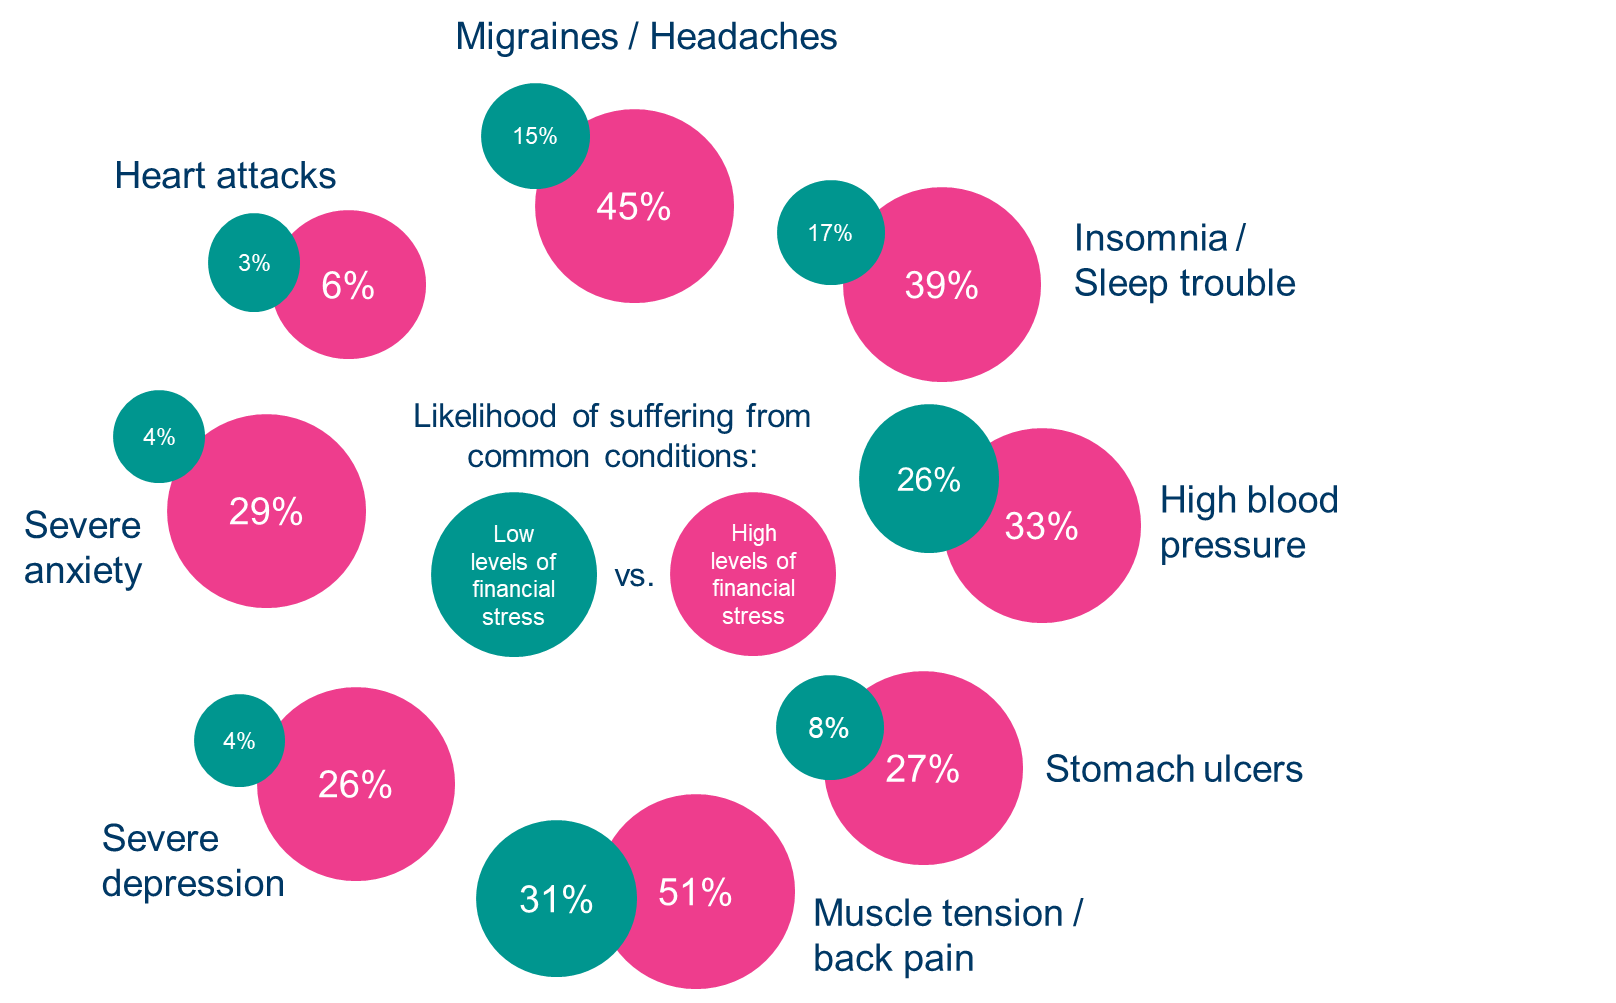 Migraines / Headaches
15%
45%
Heart attacks
3%
6%
17%
39%
Insomnia /
Sleep trouble
4%
29%
Severe
anxiety
Likelihood of suffering from
common conditions:
Low
levels of
financial
stress
vs.
High
levels of
financial
stress
26%
33%
High blood
pressure
4%
26%
Severe
depression
8%
27%
Stomach ulcers
31%
51%
Muscle tension /
back pain